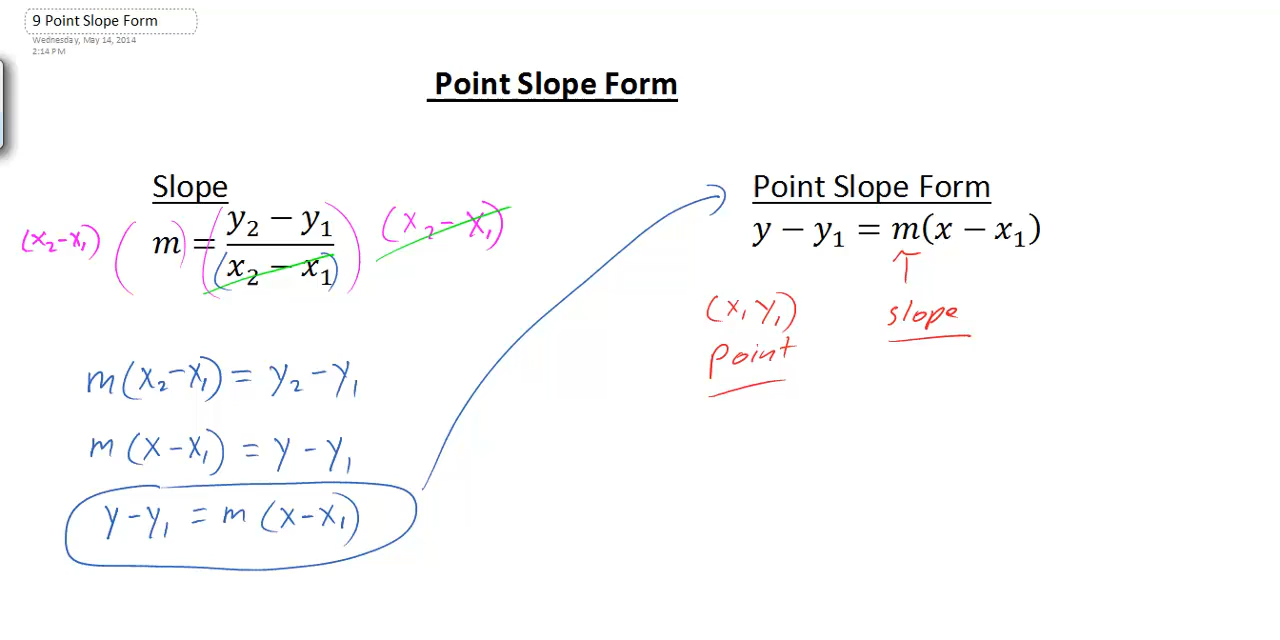 9 Point Slope Form
Wednesday, May 14, 2014
2:14 PM
Point Slope Form
Slope
(x₂-x₁) (m) = ((y₂ − y₁)/(x₂ − x₁)) (x₂-x₁)
m(x₂-x₁) = y₂-y₁
m(x-x₁) = y-y₁
y-y₁ = m(x-x₁)
Point Slope Form
y − y₁ = m(x − x₁)
(x₁ y₁)
point
slope